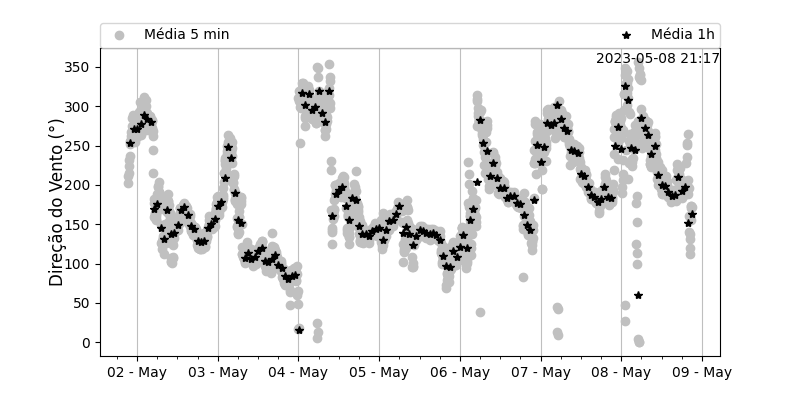 Média 5 min
Média 1h
2023-05-08 21:17
Direção do Vento (°)
350
300
250
200
150
100
50
0
02 - May
03 - May
04 - May
05 - May
06 - May
07 - May
08 - May
09 - May